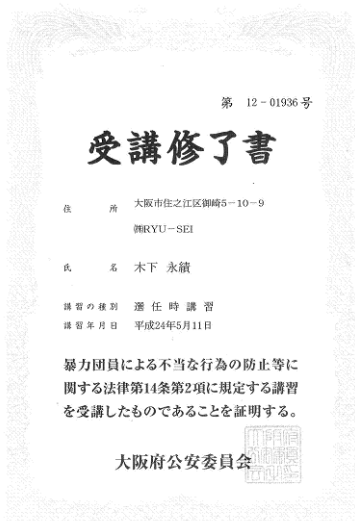 第 12-01936号
受講修了書
住所 大阪市住之江区御崎5-10-9
㈱RYU-SEI
氏名 木下 永績
講習の種別 選任時講習
講習年月日 平成24年5月11日
暴力団員による不当な行為の防止等に
関する法律第14条第2項に規定する講習
を受講したものであることを証明する。
大阪府公安委員会